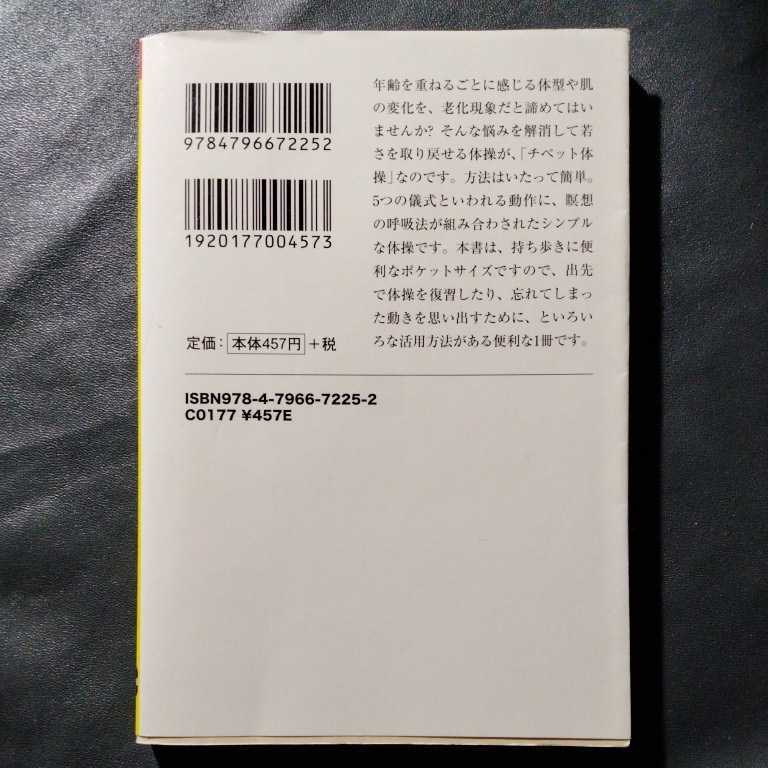 9784796672252
1920177004573
定価：本体457円＋税
年齢を重ねるごとに感じる体型や肌
の変化を、老化現象だと諦めてはい
ませんか? そんな悩みを解消して若
さを取り戻せる体操が、「チベット体
操」なのです。方法はいたって簡単。
5つの儀式といわれる動作に、瞑想
の呼吸法が組み合わされたシンプル
な体操です。本書は、持ち歩きに便
利なポケットサイズですので、出先
で体操を復習したり、忘れてしまっ
た動きを思い出すために、といろい
ろな活用方法がある便利な1冊です。
ISBN978-4-7966-7225-2
C0177 ¥457E